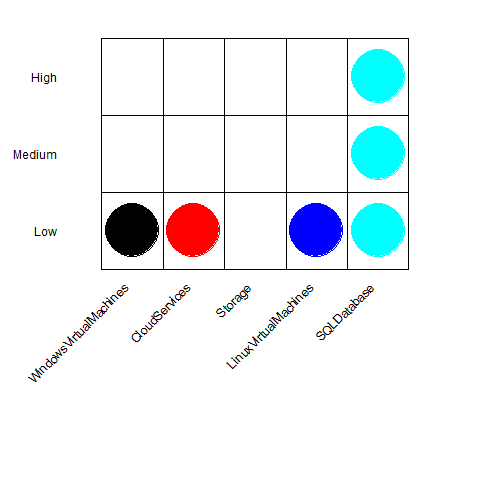 High
Medium
Low
WindowsVirtualMachines
CloudServices
Storage
LinuxVirtualMachines
SQLDatabase